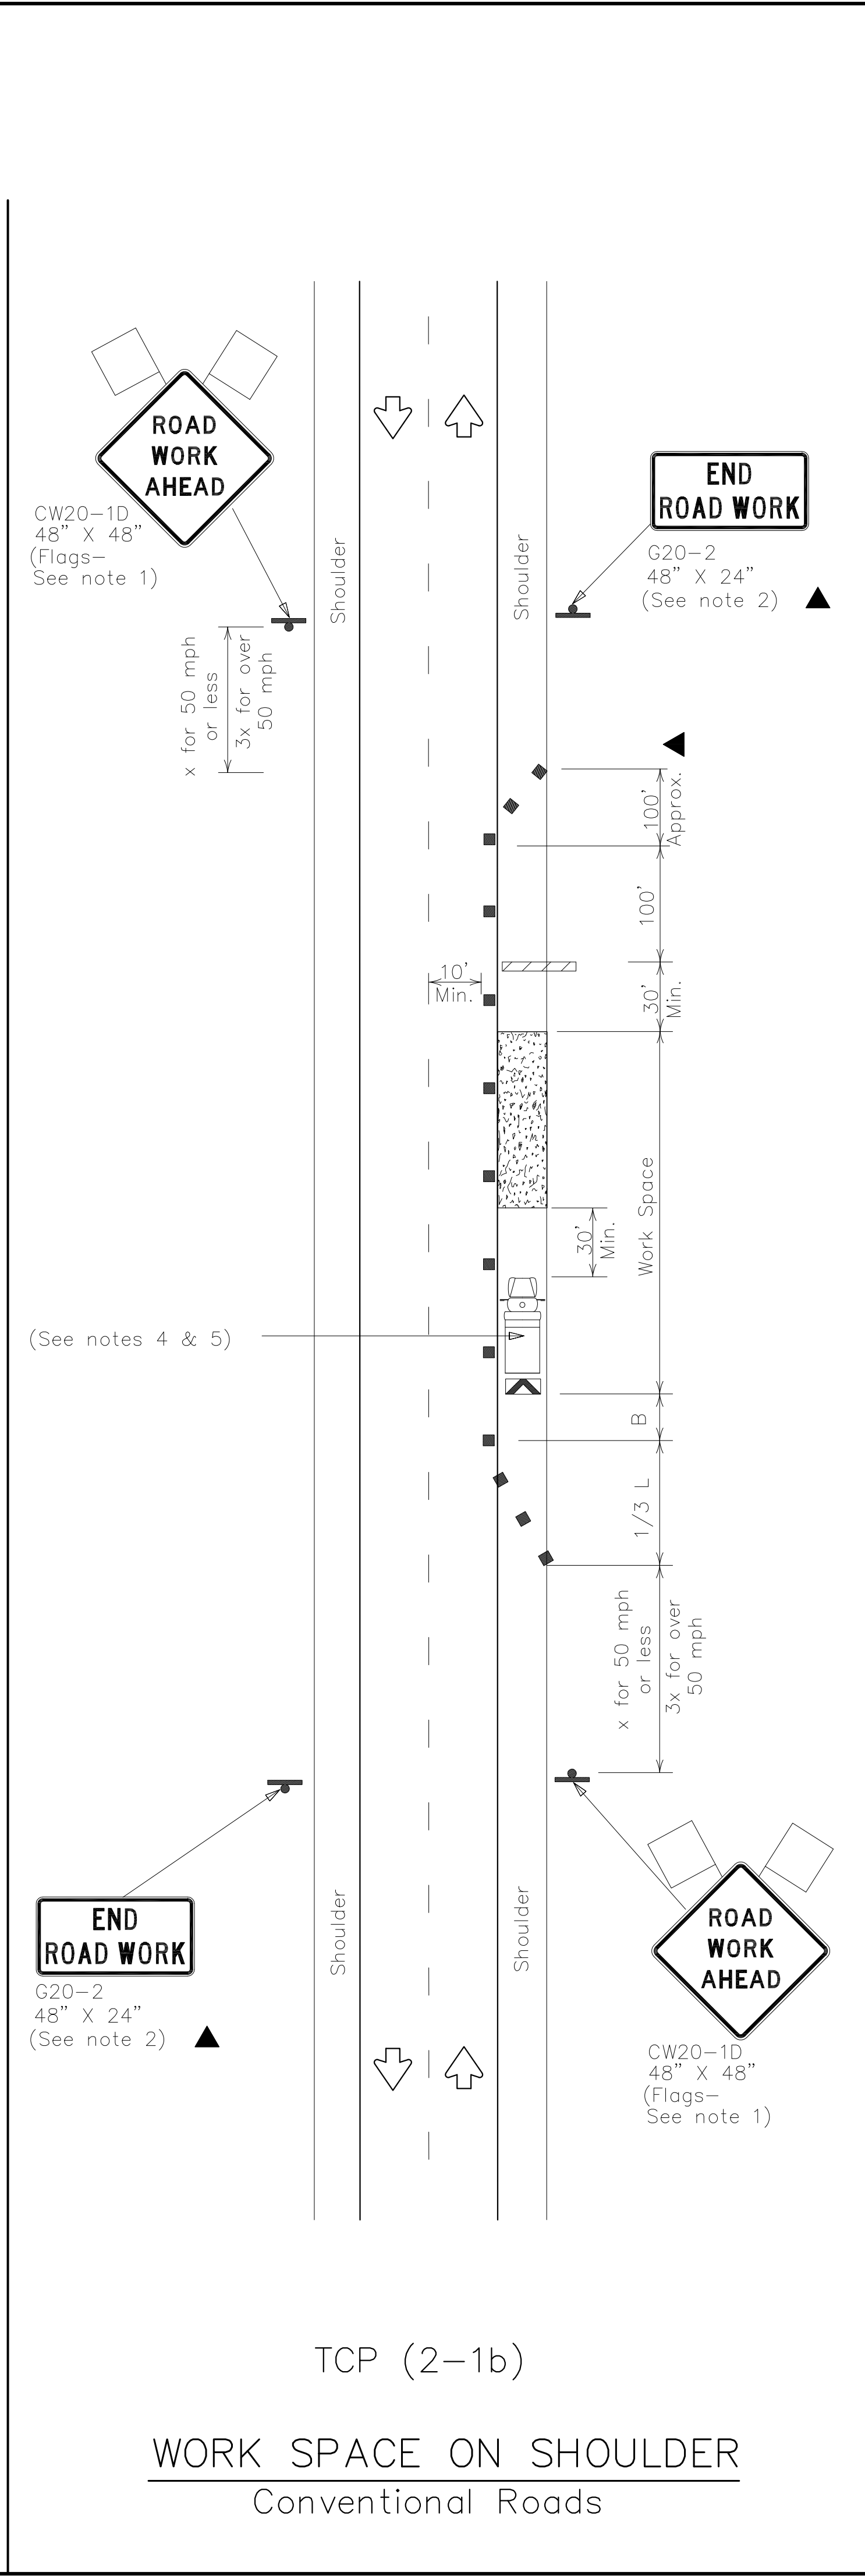 ROAD
WORK
AHEAD
CW20-1D
48" X 48"
(Flags-
See note 1)
END
ROAD WORK
G20-2
48" X 24"
(See note 2)
Shoulder
Shoulder
x for 50 mph
or less
3x for over
50 mph
100'
Approx.
100'
10'
Min.
30'
Min.
Work Space
30'
Min.
(See notes 4 & 5)
B
1/3 L
x for 50 mph
or less
3x for over
50 mph
END
ROAD WORK
G20-2
48" X 24"
(See note 2)
Shoulder
Shoulder
ROAD
WORK
AHEAD
CW20-1D
48" X 48"
(Flags-
See note 1)
TCP (2-1b)
WORK SPACE ON SHOULDER
Conventional Roads